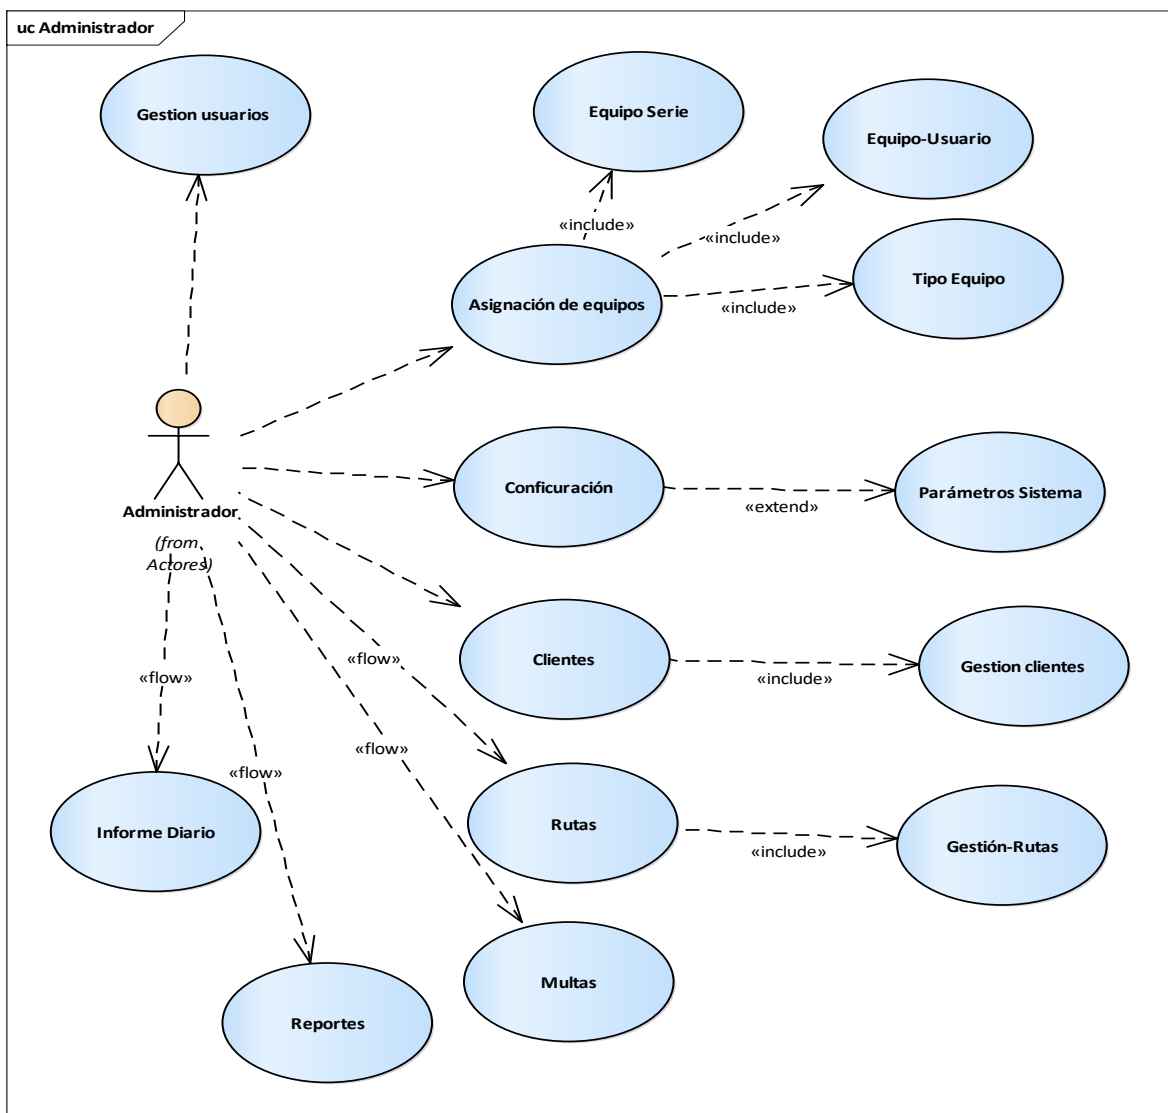 uc Administrador
Gestion usuarios
Equipo Serie
Equipo-Usuario
«include»
«include»
Tipo Equipo
Asignación de equipos
«include»
Administrador
(from
Actores)
Conficuración
Parámetros Sistema
«extend»
Clientes
«flow»
Gestion clientes
«include»
«flow»
«flow»
«flow»
Informe Diario
Rutas
Gestión-Rutas
«include»
Multas
Reportes